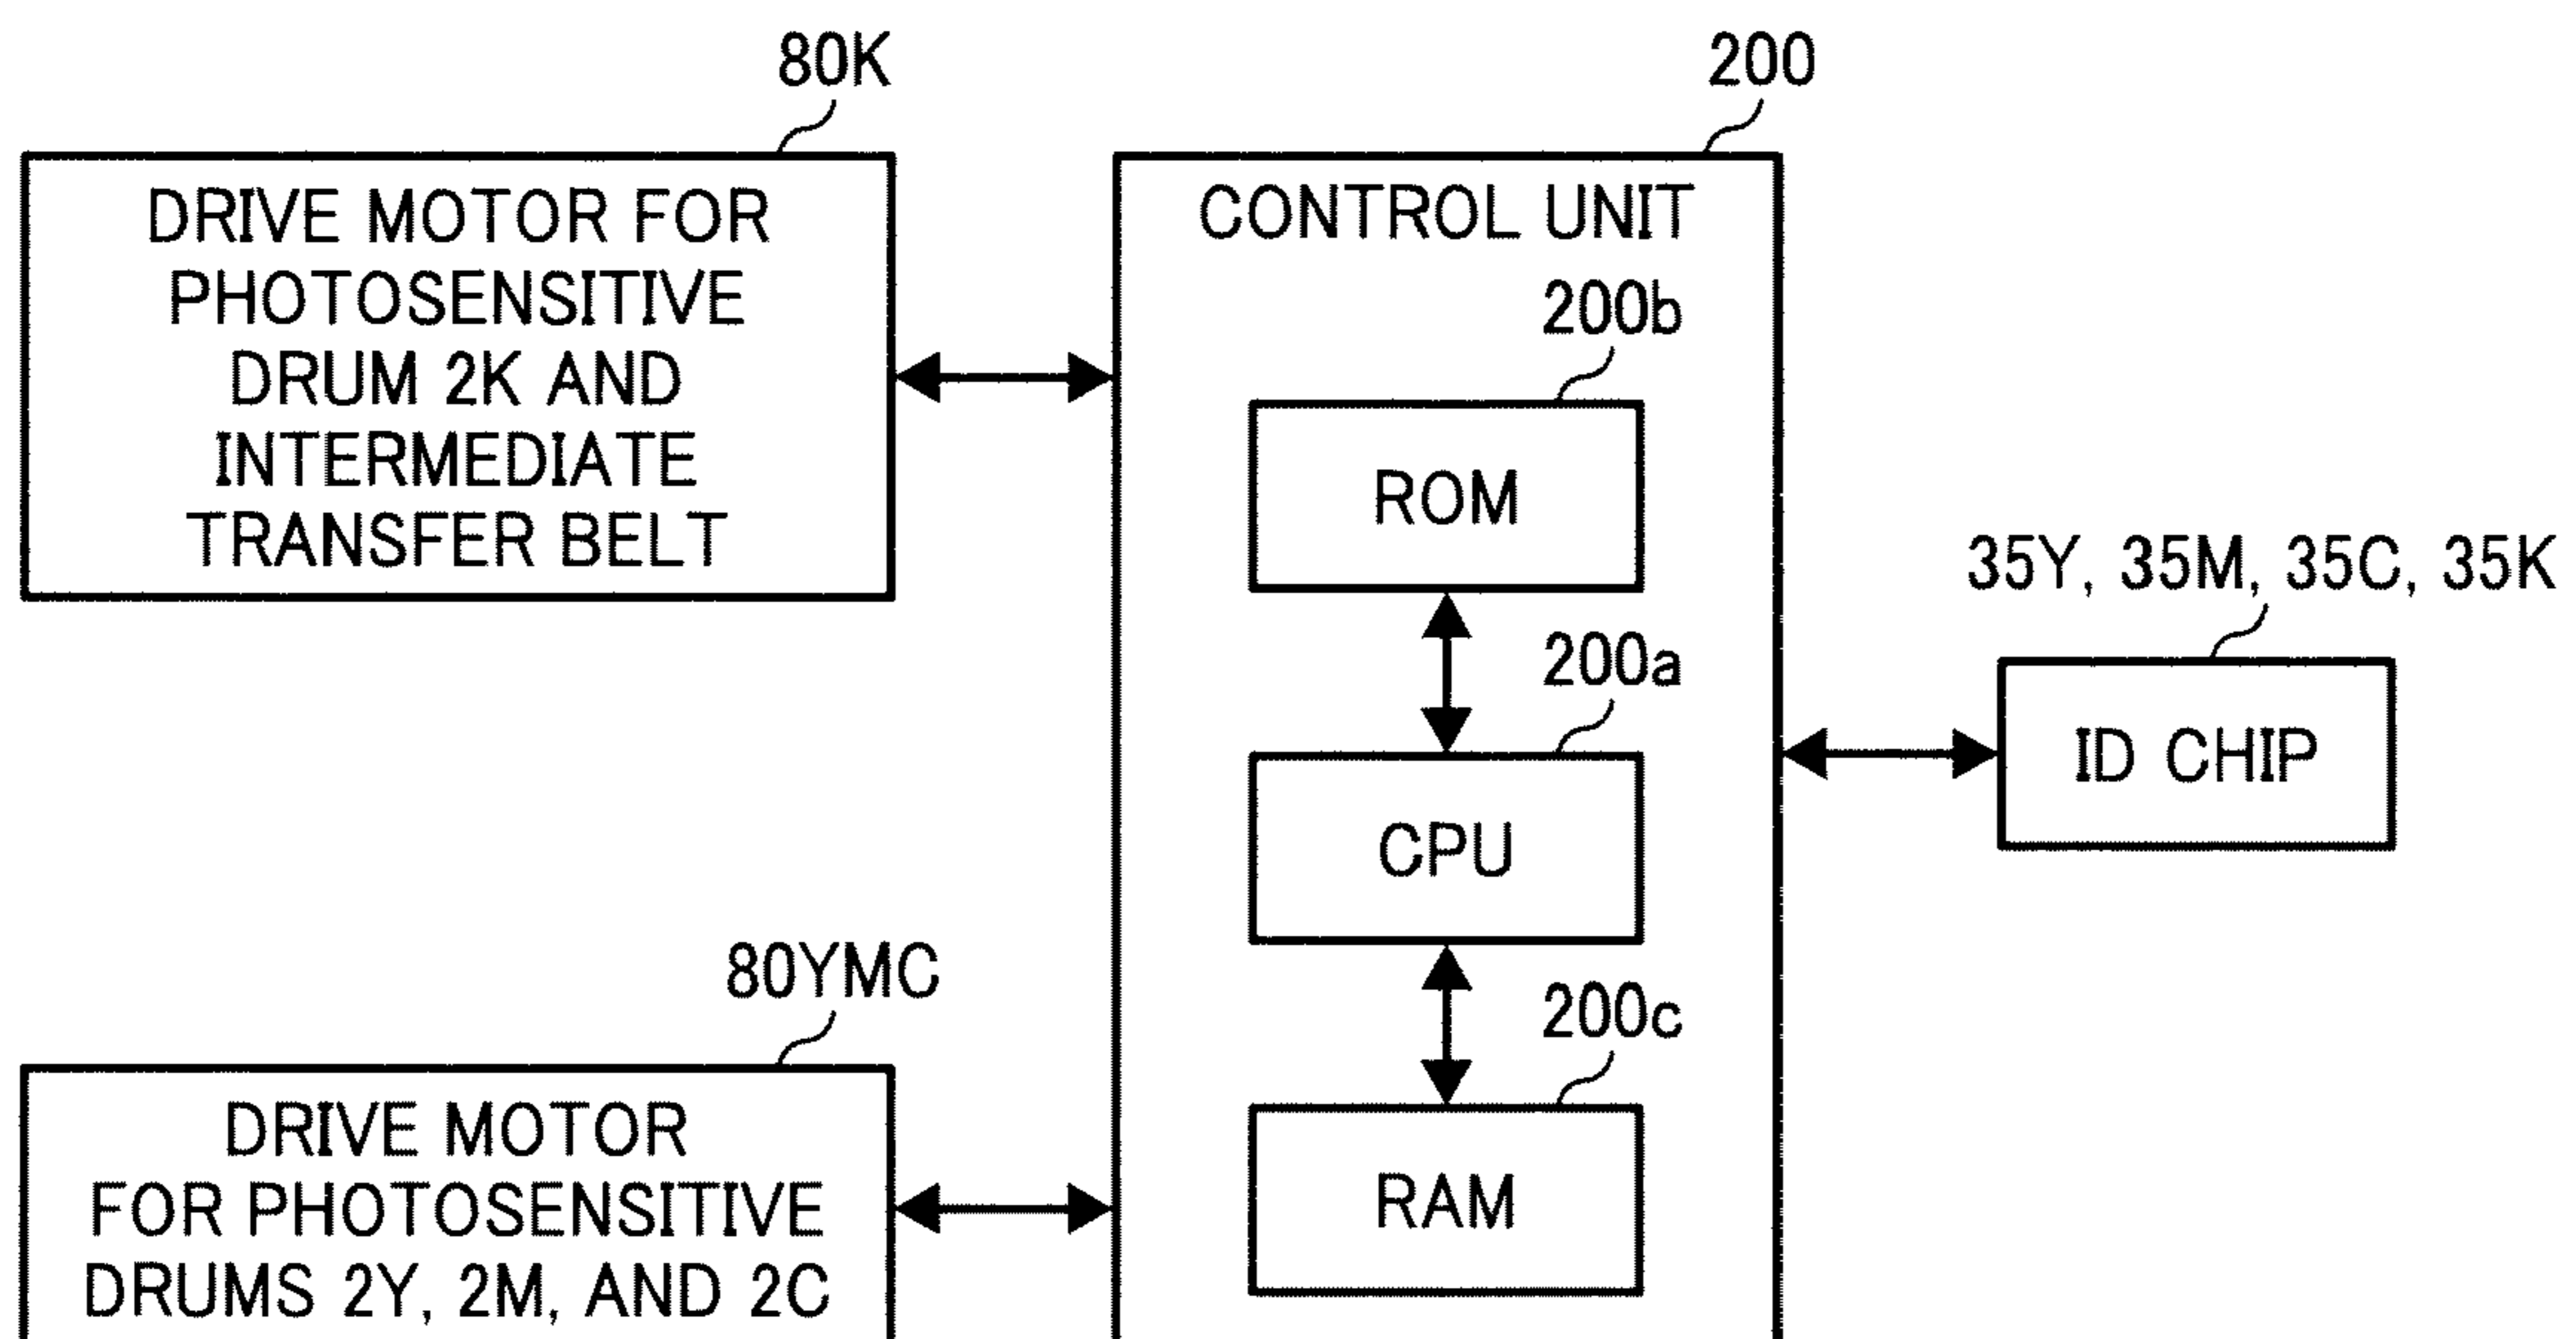 80K
DRIVE MOTOR FOR
PHOTOSENSITIVE
DRUM 2K AND
INTERMEDIATE
TRANSFER BELT
80YMC
DRIVE MOTOR
FOR PHOTOSENSITIVE
DRUMS 2Y, 2M, AND 2C
200
CONTROL UNIT
200b
ROM
200a
CPU
200c
RAM
35Y, 35M, 35C, 35K
ID CHIP